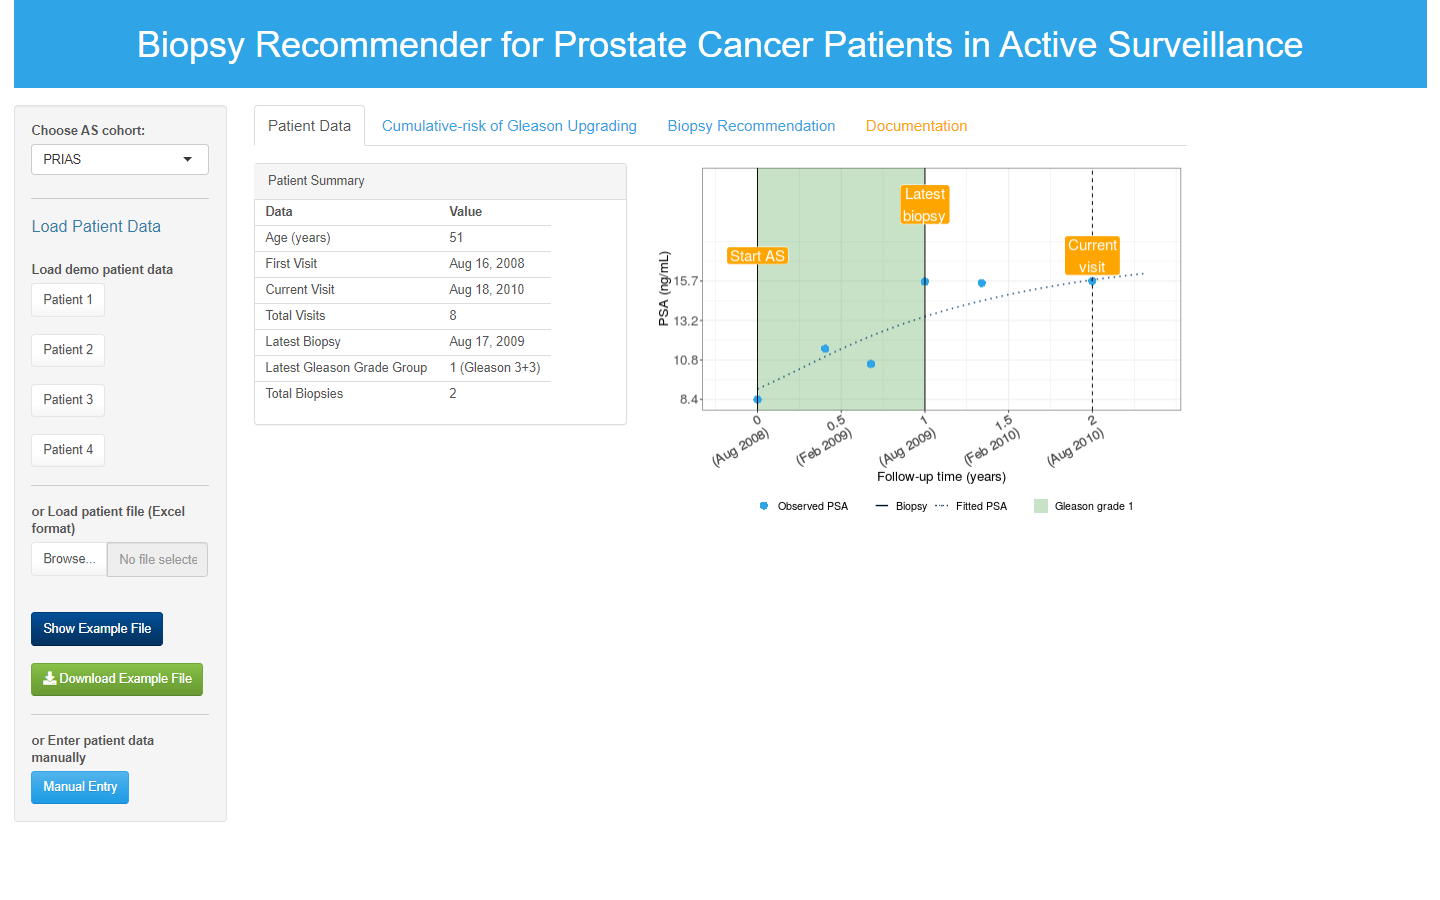 Biopsy Recommender for Prostate Cancer Patients in Active Surveillance
Choose AS cohort:
PRIAS
Load Patient Data
Load demo patient data
Patient 1
Patient 2
Patient 3
Patient 4
or Load patient file (Excel
format)
Browse... No file selecte
Show Example File
Download Example File
or Enter patient data
manually
Manual Entry
Patient Data Cumulative-risk of Gleason Upgrading Biopsy Recommendation Documentation
Patient Summary
Data Value
Age (years) 51
First Visit Aug 16, 2008
Current Visit Aug 18, 2010
Total Visits 8
Latest Biopsy Aug 17, 2009
Latest Gleason Grade Group 1 (Gleason 3+3)
Total Biopsies 2
PSA (ng/mL)
15.7
13.2
10.8
8.4
Start AS
Latest
biopsy
Current
visit
0
(Aug 2008)
0.5
(Feb 2009)
1
(Aug 2009)
1.5
(Feb 2010)
2
(Aug 2010)
Follow-up time (years)
Observed PSA Biopsy Fitted PSA Gleason grade 1